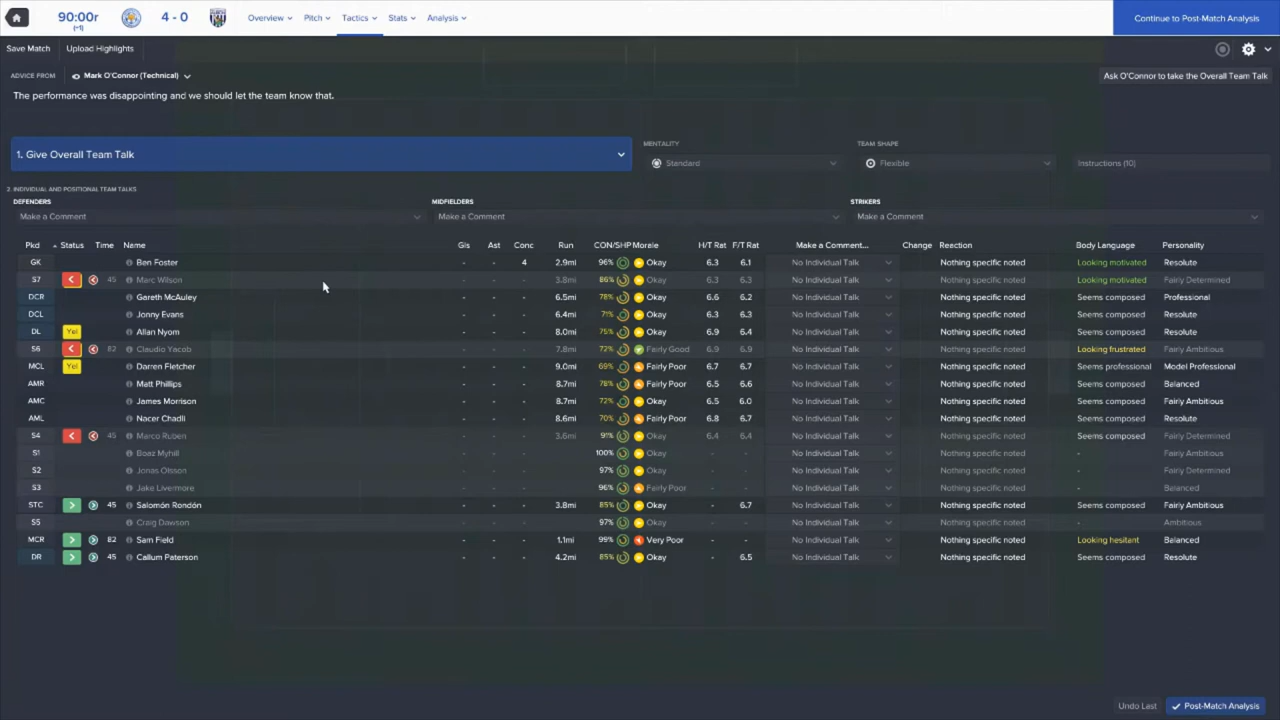 90:00r
(+1)
4 - 0
Overview
Pitch
Tactics
Stats
Analysis
Continue to Post-Match Analysis
Save Match
Upload Highlights
ADVICE FROM
Mark O'Connor (Technical)
Ask O'Connor to take the Overall Team Talk
The performance was disappointing and we should let the team know that.
1. Give Overall Team Talk
MENTALITY
Standard
TEAM SHAPE
Flexible
Instructions (10)
2. INDIVIDUAL AND POSITIONAL TEAM TALKS
DEFENDERS
MIDFIELDERS
STRIKERS
Make a Comment
Make a Comment
Make a Comment
Pkd Status Time Name Gls Ast Conc Run CON/SHP Morale H/T Rat F/T Rat Make a Comment... Change Reaction Body Language Personality
GK Ben Foster - - 4 2.9mi 96% Okay 6.3 6.1 No Individual Talk Nothing specific noted Looking motivated Resolute
S7 45 Marc Wilson - - - 3.8mi 86% Okay 6.3 6.3 No Individual Talk Nothing specific noted Looking motivated Fairly Determined
DCR Gareth McAuley - - - 6.5mi 78% Okay 6.6 6.2 No Individual Talk Nothing specific noted Seems composed Professional
DCL Jonny Evans - - - 6.4mi 71% Okay 6.3 6.3 No Individual Talk Nothing specific noted Seems composed Resolute
DL Yel Allan Nyom - - - 8.0mi 75% Okay 6.9 6.4 No Individual Talk Nothing specific noted Seems composed Resolute
S6 82 Claudio Yacob - - - 7.8mi 72% Fairly Good 6.9 6.9 No Individual Talk Nothing specific noted Looking frustrated Fairly Ambitious
MCL Yel Darren Fletcher - - - 9.0mi 69% Fairly Poor 6.7 6.7 No Individual Talk Nothing specific noted Seems professional Model Professional
AMR Matt Phillips - - - 8.7mi 78% Fairly Poor 6.5 6.6 No Individual Talk Nothing specific noted Seems composed Balanced
AMC James Morrison - - - 8.7mi 72% Okay 6.5 6.0 No Individual Talk Nothing specific noted Seems composed Fairly Ambitious
AML Nacer Chadli - - - 8.6mi 70% Fairly Poor 6.8 6.7 No Individual Talk Nothing specific noted Seems composed Resolute
S4 45 Marco Ruben - - - 3.6mi 91% Okay 6.4 6.4 No Individual Talk Nothing specific noted Seems composed Fairly Determined
S1 Boaz Myhill - - - 100% Okay - - No Individual Talk Nothing specific noted - Fairly Ambitious
S2 Jonas Olsson - - - 97% Okay - - No Individual Talk Nothing specific noted - Fairly Determined
S3 Jake Livermore - - - 96% Fairly Poor - - No Individual Talk Nothing specific noted - Balanced
STC 45 Salomón Rondón - - - 3.8mi 85% Okay - 6.7 No Individual Talk Nothing specific noted Seems composed Fairly Ambitious
S5 Craig Dawson - - - 97% Okay - - No Individual Talk Nothing specific noted - Ambitious
MCR 82 Sam Field - - - 1.1mi 99% Very Poor - - No Individual Talk Nothing specific noted Looking hesitant Balanced
DR 45 Callum Paterson - - - 4.2mi 85% Okay - 6.5 No Individual Talk Nothing specific noted Seems composed Resolute
Undo Last
Post-Match Analysis